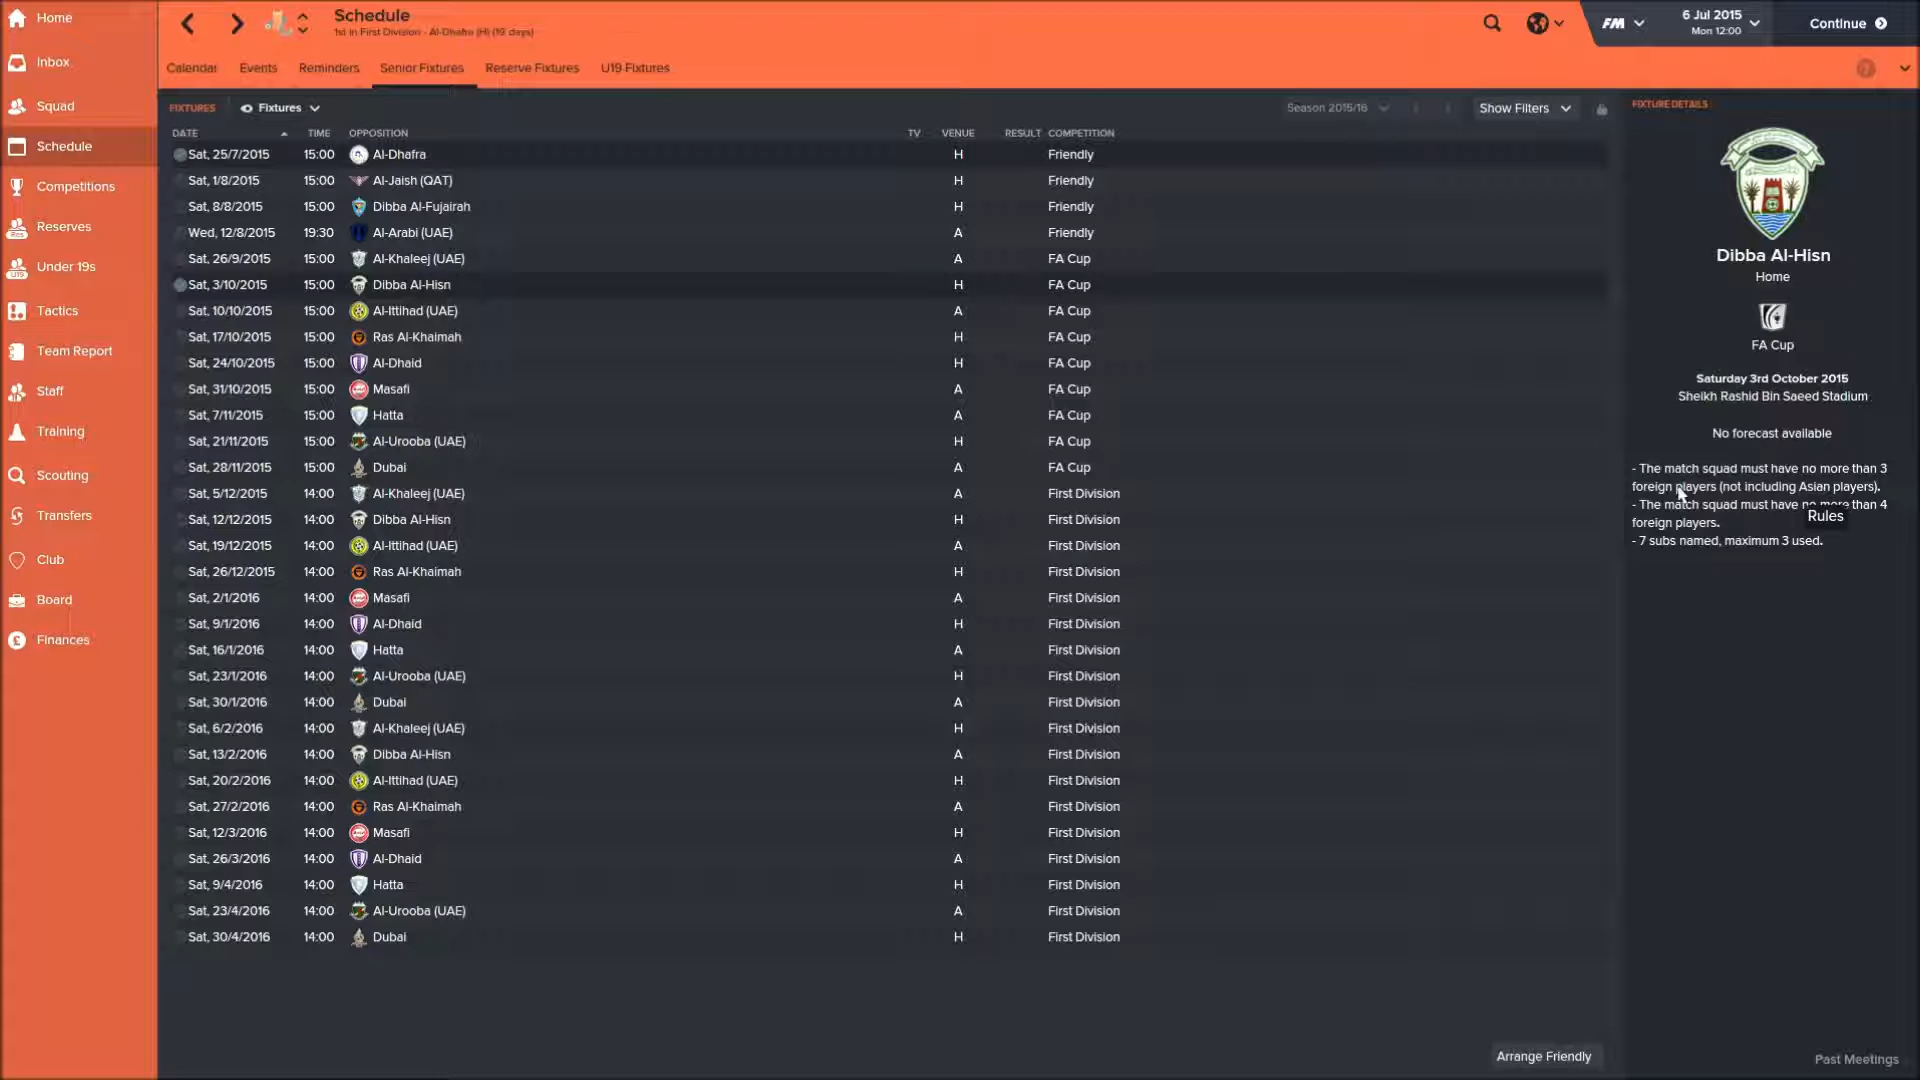 Home
Inbox
Squad
Schedule
Competitions
Reserves
Under 19s
Tactics
Team Report
Staff
Training
Scouting
Transfers
Club
Board
Finances
Schedule
1st in First Division - Al-Dhafra (H) (19 days)
FM
6 Jul 2015
Mon 12:00
Continue
Calendar Events Reminders Senior Fixtures Reserve Fixtures U19 Fixtures
FIXTURES Fixtures Season 2015/16 Show Filters
DATE TIME OPPOSITION TV VENUE RESULT COMPETITION
Sat, 25/7/2015 15:00 Al-Dhafra H Friendly
Sat, 1/8/2015 15:00 Al-Jaish (QAT) H Friendly
Sat, 8/8/2015 15:00 Dibba Al-Fujairah H Friendly
Wed, 12/8/2015 19:30 Al-Arabi (UAE) A Friendly
Sat, 26/9/2015 15:00 Al-Khaleej (UAE) A FA Cup
Sat, 3/10/2015 15:00 Dibba Al-Hisn H FA Cup
Sat, 10/10/2015 15:00 Al-Ittihad (UAE) A FA Cup
Sat, 17/10/2015 15:00 Ras Al-Khaimah H FA Cup
Sat, 24/10/2015 15:00 Al-Dhaid H FA Cup
Sat, 31/10/2015 15:00 Masafi A FA Cup
Sat, 7/11/2015 15:00 Hatta A FA Cup
Sat, 21/11/2015 15:00 Al-Urooba (UAE) H FA Cup
Sat, 28/11/2015 15:00 Dubai A FA Cup
Sat, 5/12/2015 14:00 Al-Khaleej (UAE) A First Division
Sat, 12/12/2015 14:00 Dibba Al-Hisn H First Division
Sat, 19/12/2015 14:00 Al-Ittihad (UAE) A First Division
Sat, 26/12/2015 14:00 Ras Al-Khaimah H First Division
Sat, 2/1/2016 14:00 Masafi A First Division
Sat, 9/1/2016 14:00 Al-Dhaid H First Division
Sat, 16/1/2016 14:00 Hatta A First Division
Sat, 23/1/2016 14:00 Al-Urooba (UAE) H First Division
Sat, 30/1/2016 14:00 Dubai A First Division
Sat, 6/2/2016 14:00 Al-Khaleej (UAE) H First Division
Sat, 13/2/2016 14:00 Dibba Al-Hisn A First Division
Sat, 20/2/2016 14:00 Al-Ittihad (UAE) H First Division
Sat, 27/2/2016 14:00 Ras Al-Khaimah A First Division
Sat, 12/3/2016 14:00 Masafi H First Division
Sat, 26/3/2016 14:00 Al-Dhaid A First Division
Sat, 9/4/2016 14:00 Hatta H First Division
Sat, 23/4/2016 14:00 Al-Urooba (UAE) A First Division
Sat, 30/4/2016 14:00 Dubai H First Division
Arrange Friendly
FIXTURE DETAILS
Dibba Al-Hisn
Home
FA Cup
Saturday 3rd October 2015
Sheikh Rashid Bin Saeed Stadium
No forecast available
- The match squad must have no more than 3
foreign players (not including Asian players).
- The match squad must have no more than 4
foreign players.
Rules
- 7 subs named, maximum 3 used.
Past Meetings